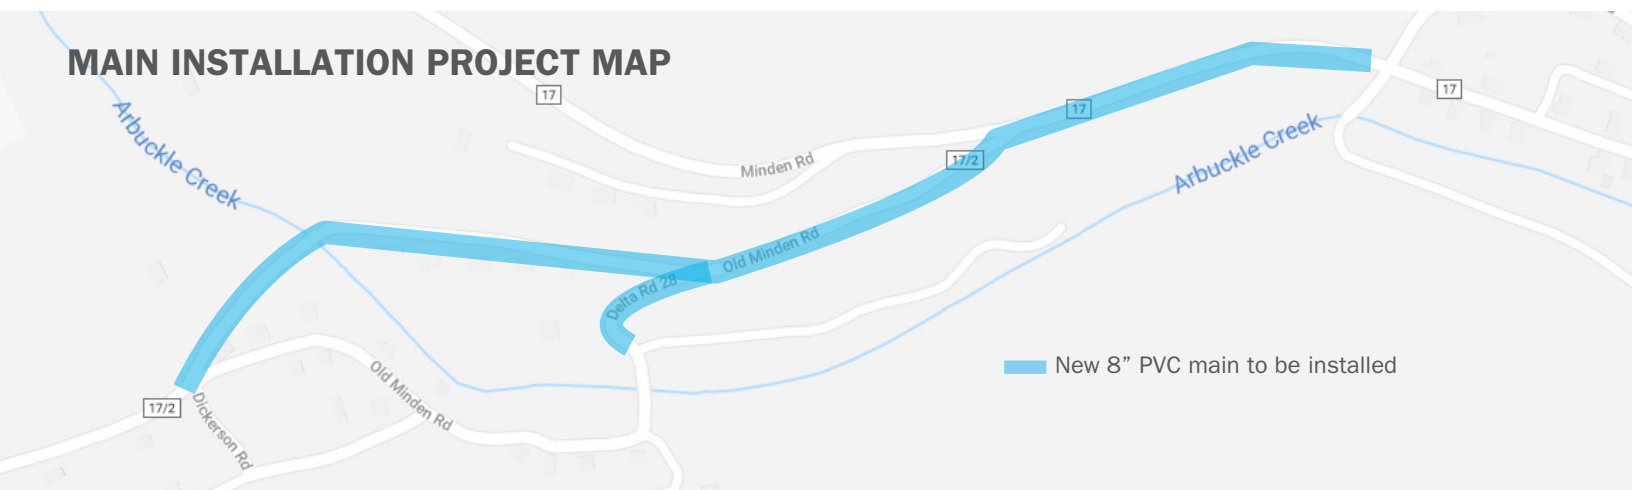 MAIN INSTALLATION PROJECT MAP
17
17
17
Arbuckle Creek
Arbuckle Creek
Minden Rd
17/2
Old Minden Rd
Delta Rd 28
New 8” PVC main to be installed
Old Minden Rd
17/2
Dickerson Rd